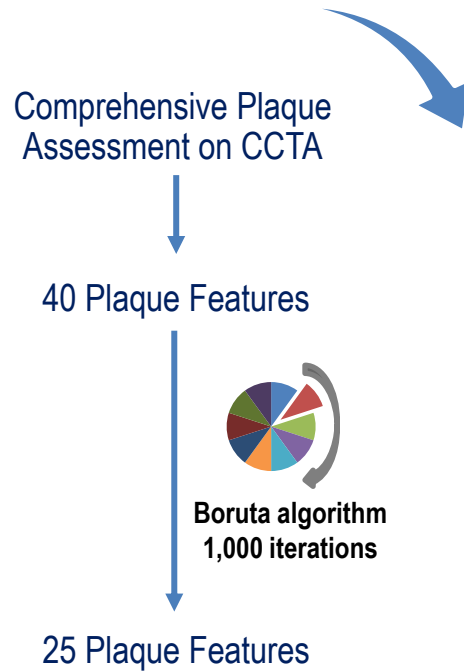 Comprehensive Plaque
Assessment on CCTA
40 Plaque Features
Boruta algorithm
1,000 iterations
25 Plaque Features